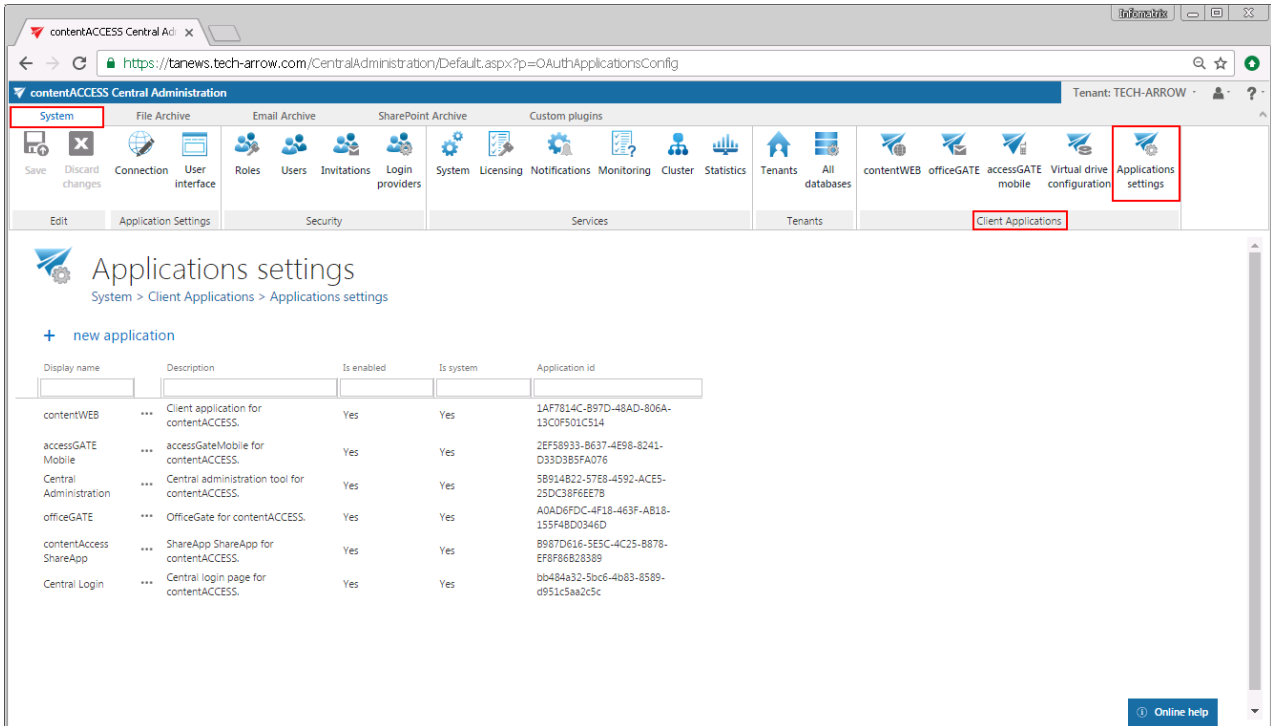 Infomatrix
contentACCESS Central Ad
https://tanews.tech-arrow.com/CentralAdministration/Default.aspx?p=OAuthApplicationsConfig
contentACCESS Central Administration
Tenant: TECH-ARROW
?
System File Archive Email Archive SharePoint Archive Custom plugins
Save Discard changes Connection User interface Roles Users Invitations Login providers System Licensing Notifications Monitoring Cluster Statistics Tenants All databases contentWEB officeGATE accessGATE mobile Virtual drive configuration Applications settings
Edit Application Settings Security Services Tenants Client Applications
Applications settings
System > Client Applications > Applications settings
+ new application
Display name Description Is enabled Is system Application id
contentWEB ... Client application for contentACCESS. Yes Yes 1AF7814C-B97D-48AD-806A-13C0F501C514
accessGATE Mobile ... accessGateMobile for contentACCESS. Yes Yes 2EF58933-B637-4E98-8241-D33D3B5FA076
Central Administration ... Central administration tool for contentACCESS. Yes Yes 5B914B22-57E8-4592-ACE5-25DC38F6EE7B
officeGATE ... OfficeGate for contentACCESS. Yes Yes A0AD6FDC-4F18-463F-AB18-155F4BD0346D
contentAccess ShareApp ... ShareApp ShareApp for contentACCESS. Yes Yes B987D616-5E5C-4C25-B878-EF8F86B28389
Central Login ... Central login page for contentACCESS. Yes Yes bb484a32-5bc6-4b83-8589-d951c5aa2c5c
Online help